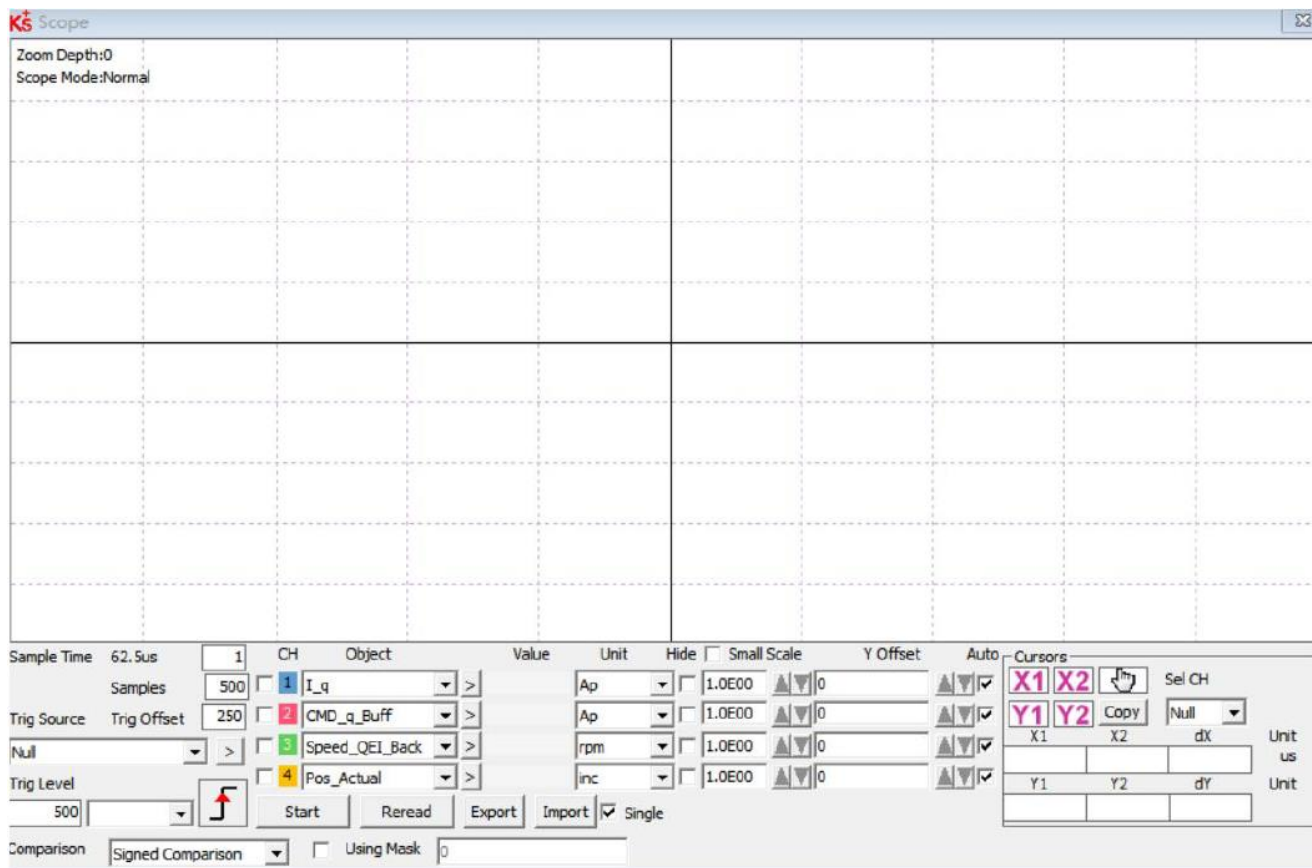 K+S Scope
Zoom Depth:0
Scope Mode:Normal
Sample Time 62.5us 1 CH Object Value Unit Hide Small Scale Y Offset Auto Cursors
Samples 500 1 I_q > Ap 1.0E00 0 X1 X2 Sel CH
Trig Source Trig Offset 250 2 CMD_q_Buff > Ap 1.0E00 0 Y1 Y2 Copy Null
Null > 3 Speed_QEI_Back > rpm 1.0E00 0 X1 X2 dX Unit
us
Trig Level 4 Pos_Actual > inc 1.0E00 0 Y1 Y2 dY Unit
500 Start Reread Export Import Single
Comparison Signed Comparison Using Mask 0